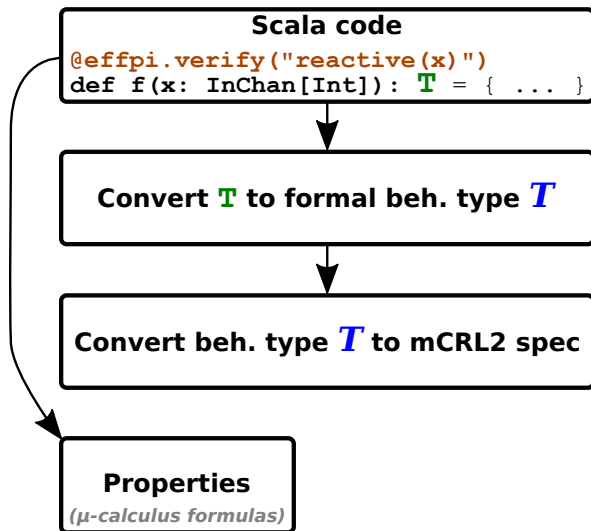 Scala code
@effpi.verify("reactive(x)")
def f(x: InChan[Int]): T = { ... }
Convert T to formal beh. type T
Convert beh. type T to mCRL2 spec
Properties
(μ-calculus formulas)